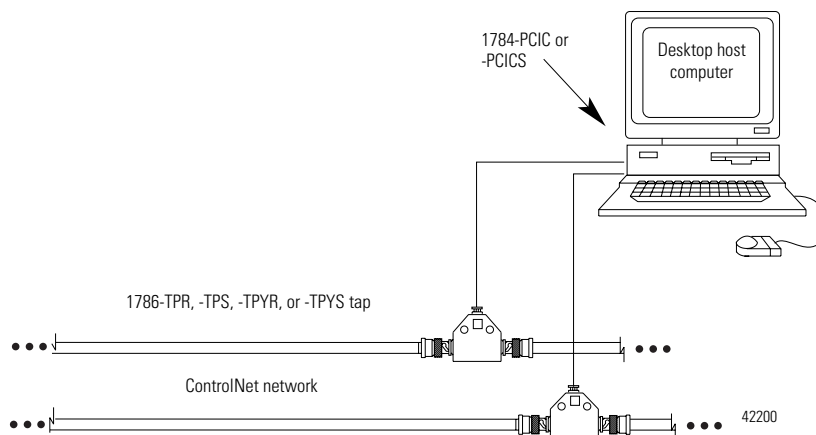 1784-PCIC or
-PCICS
Desktop host
computer
1786-TPR, -TPS, -TPYR, or -TPYS tap
ControlNet network
42200